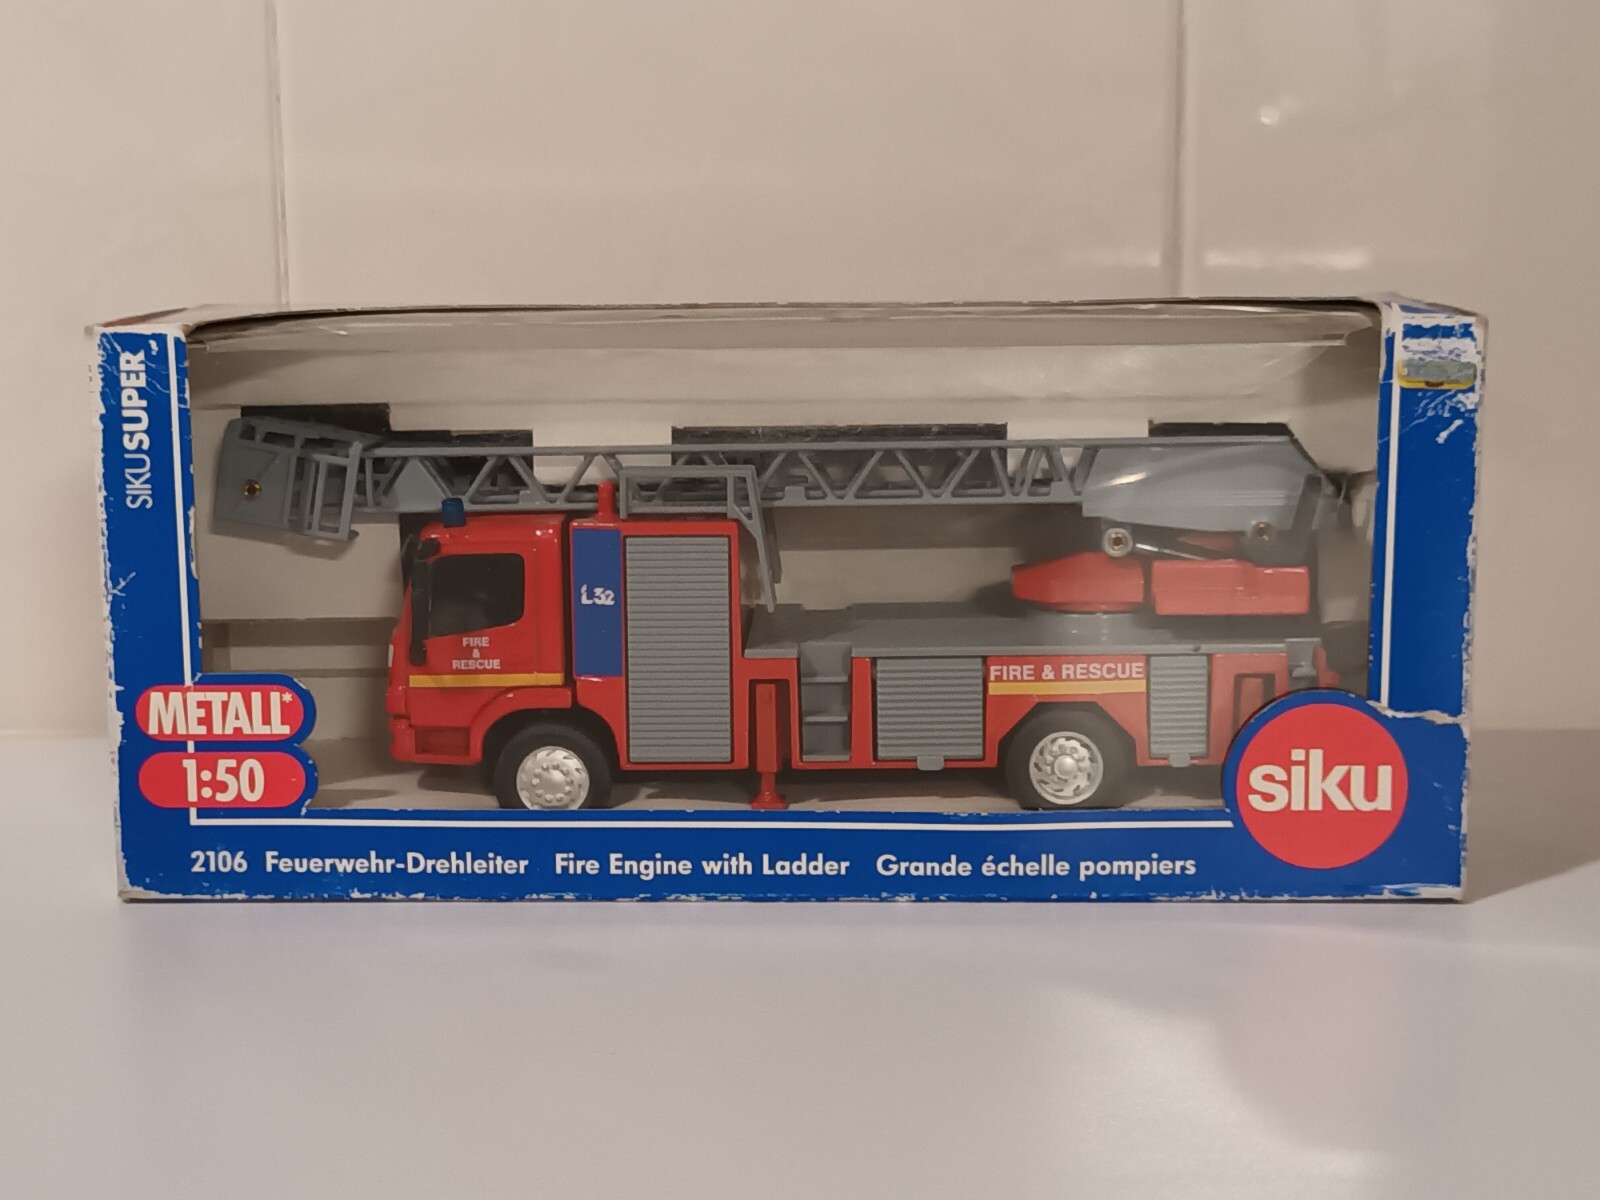 SIKUSUPER
L32
FIRE
&
RESCUE
FIRE & RESCUE
METALL*
1:50
siku
2106 Feuerwehr-Drehleiter Fire Engine with Ladder Grande échelle pompiers